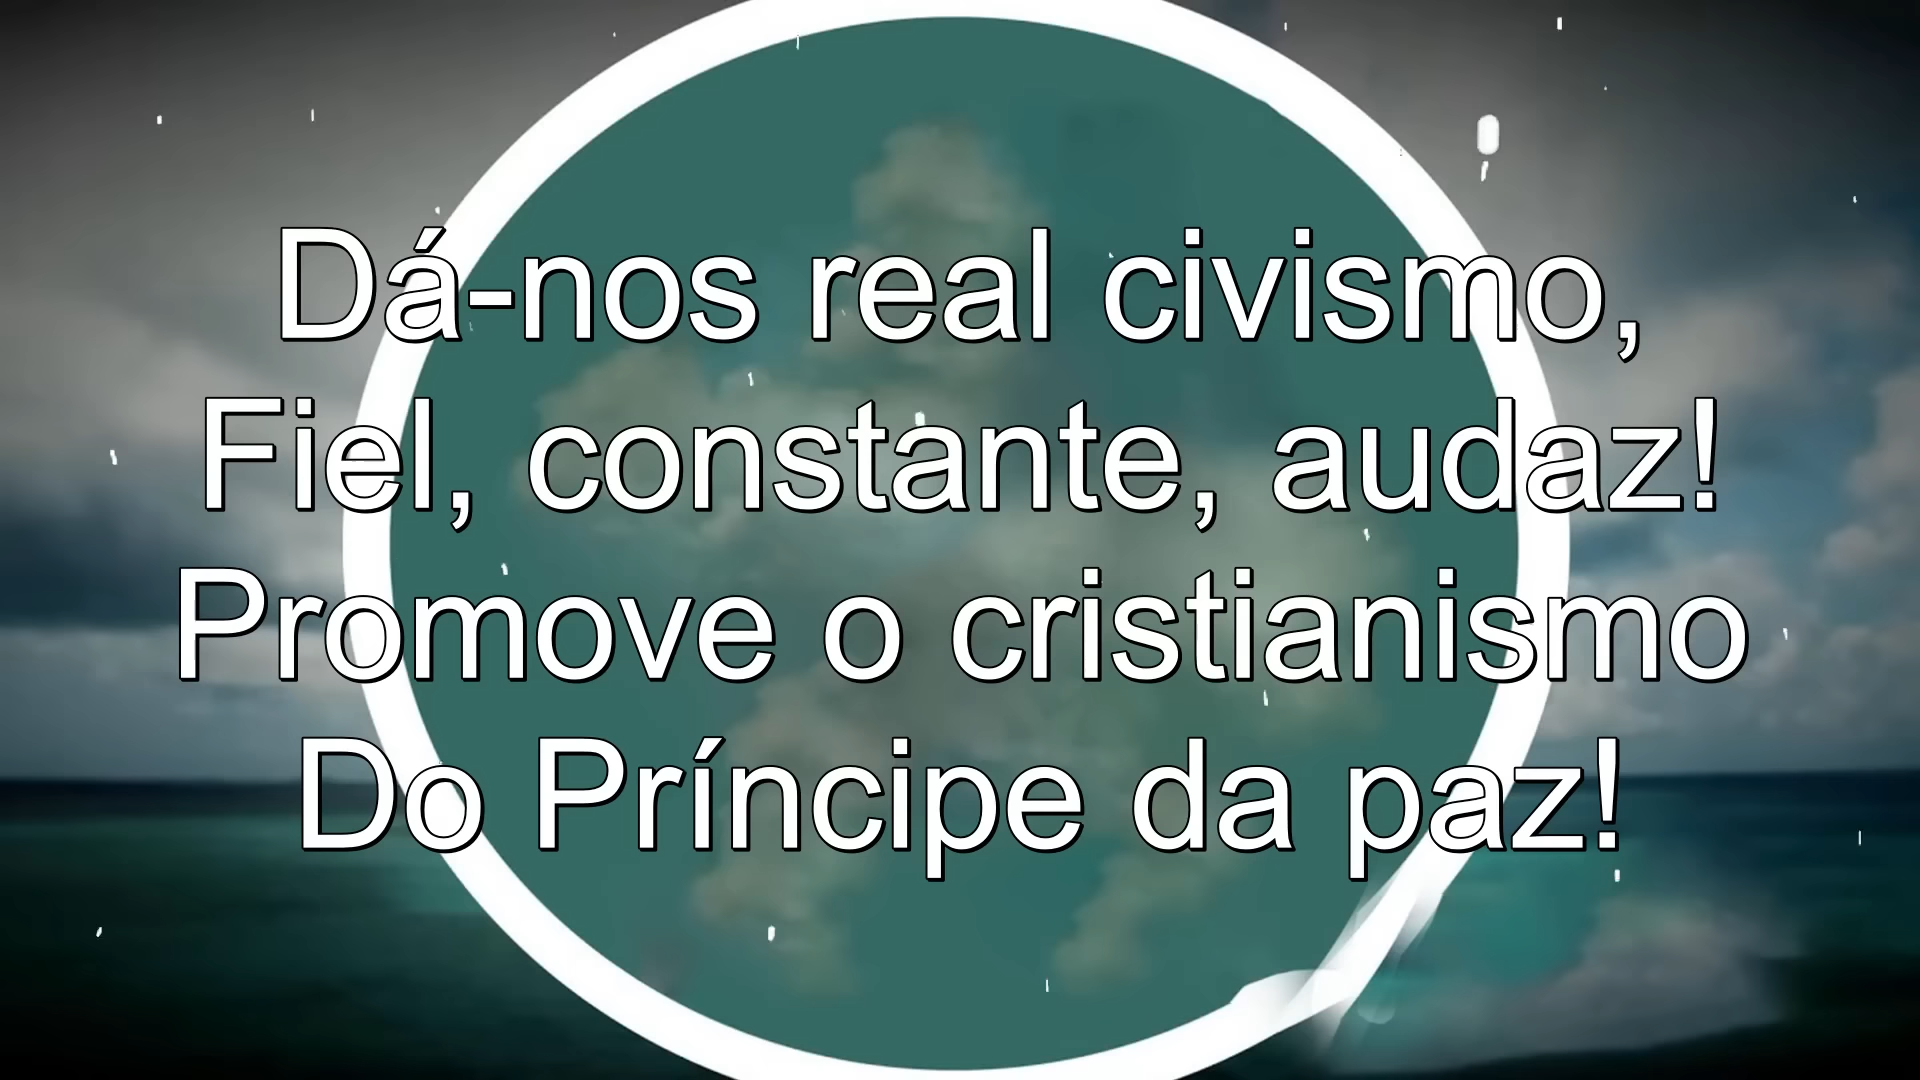 Dá-nos real civismo,
Fiel, constante, audaz!
Promove o cristianismo
Do Príncipe da paz!